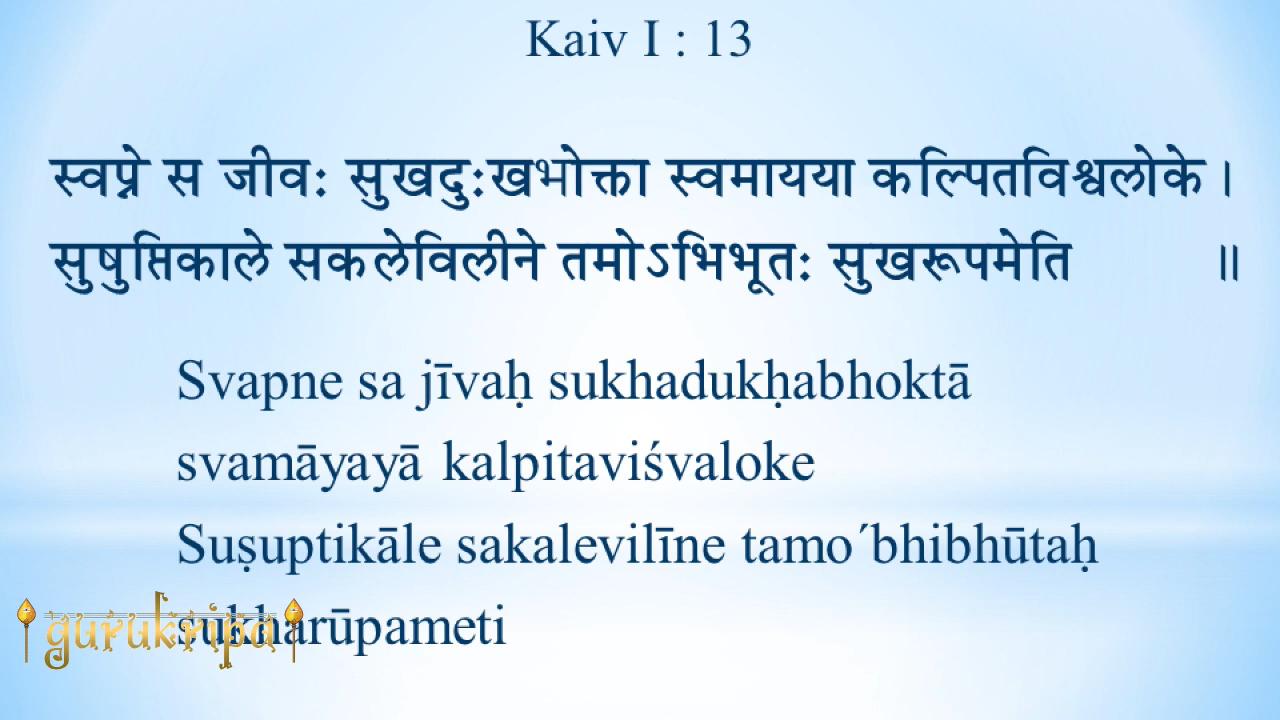 Kaiv I : 13
स्वप्ने स जीवः सुखदुःखभोक्ता स्वमायया कल्पितविश्वलोके ।
सुषुप्तिकाले सकलेविलीने तमोऽभिभूतः सुखरूपमेति ॥
Svapne sa jīvaḥ sukhadukḥabhoktā
svamāyayā kalpitaviśvaloke
Suṣuptikāle sakalevilīne tamo´bhibhūtaḥ
sukharūpameti
gurukripa